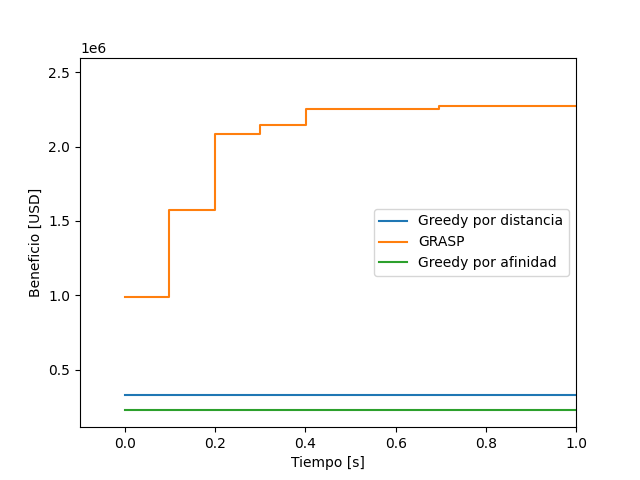 1e6
2.5
2.0
1.5
1.0
0.5
Beneficio [USD]
Greedy por distancia
GRASP
Greedy por afinidad
0.0 0.2 0.4 0.6 0.8 1.0
Tiempo [s]